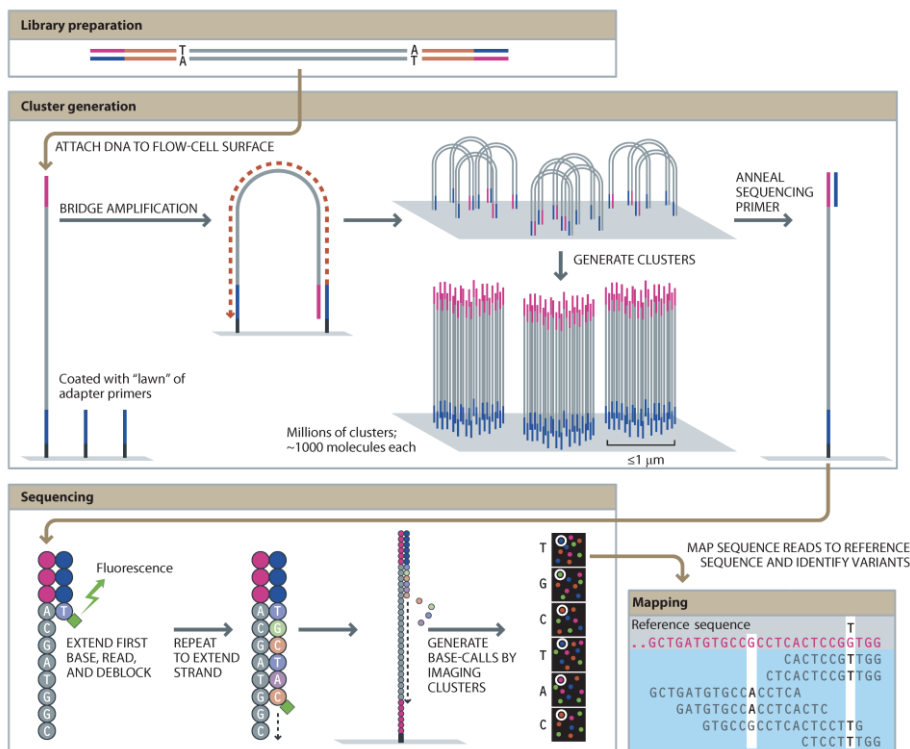 Library preparation
T A
A T
Cluster generation
ATTACH DNA TO FLOW-CELL SURFACE
BRIDGE AMPLIFICATION
ANNEAL
SEQUENCING
PRIMER
GENERATE CLUSTERS
Coated with “lawn” of
adapter primers
Millions of clusters;
~1000 molecules each
≤1 μm
Sequencing
Fluorescence
A T
C
G
A
T
G
G
C
EXTEND FIRST
BASE, READ,
AND DEBLOCK
REPEAT
TO EXTEND
STRAND
A T
C G
G C
A T
T A
G C
G
C
GENERATE
BASE-CALLS BY
IMAGING
CLUSTERS
T
G
C
T
A
C
MAP SEQUENCE READS TO REFERENCE
SEQUENCE AND IDENTIFY VARIANTS
Mapping
Reference sequence T
..GCTGATGTGCCGCCTCACTCCGGTGG
CACTCCGTTGG
CTCACTCCGTTGG
GCTGATGTGCCACCTCA
GATGTGCCACCTCACTC
GTGCCGCCTCACTCCTTG
CTCCTTTGG